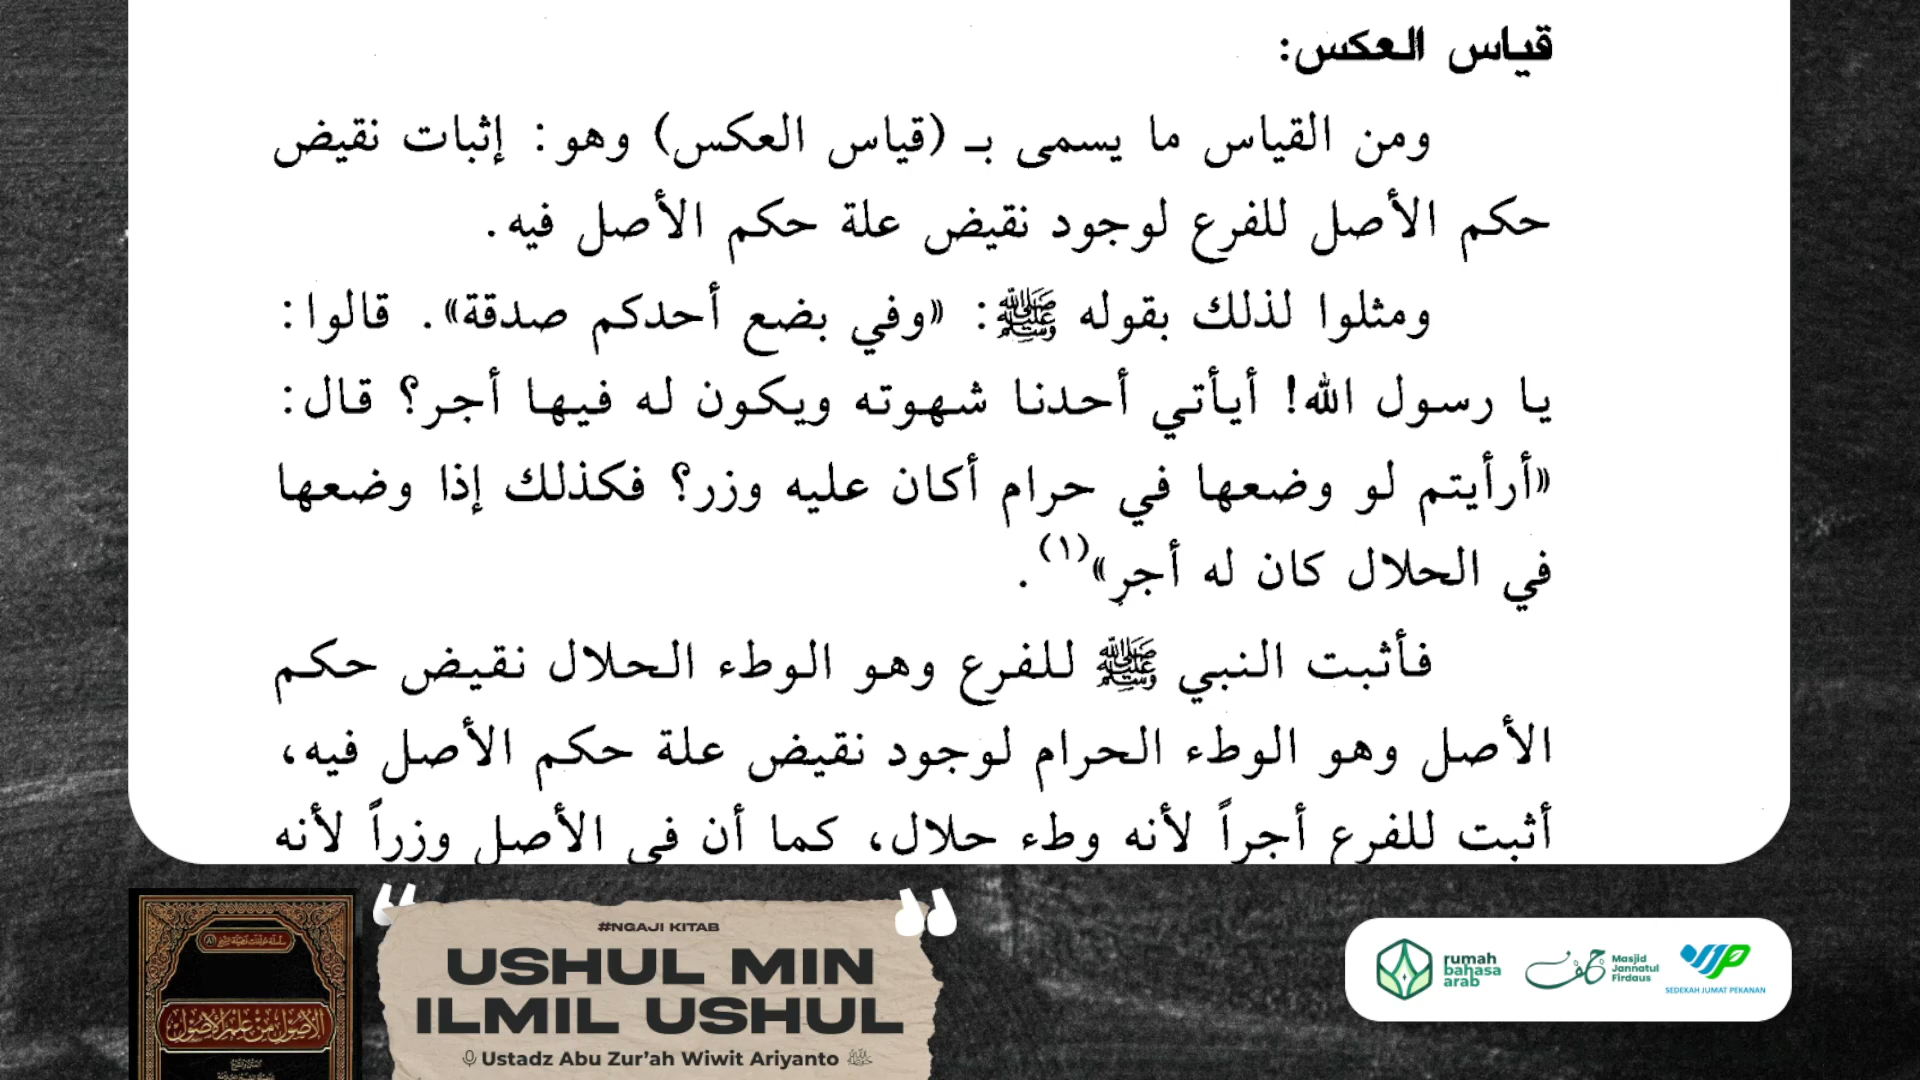 قياس العكس:
ومن القياس ما يسمى بـ (قياس العكس) وهو: إثبات نقيض
حكم الأصل للفرع لوجود نقيض علة حكم الأصل فيه.
ومثلوا لذلك بقوله ﷺ: «وفي بضع أحدكم صدقة». قالوا:
يا رسول الله! أيأتي أحدنا شهوته ويكون له فيها أجر؟ قال:
«أرأيتم لو وضعها في حرام أكان عليه وزر؟ فكذلك إذا وضعها
في الحلال كان له أجر»(١).
فأثبت النبي ﷺ للفرع وهو الوطء الحلال نقيض حكم
الأصل وهو الوطء الحرام لوجود نقيض علة حكم الأصل فيه،
أثبت للفرع أجراً لأنه وطء حلال، كما أن في الأصل وزراً لأنه
الأصول من علم الأصول
#NGAJI KITAB
USHUL MIN
ILMIL USHUL
Ustadz Abu Zur'ah Wiwit Ariyanto
rumah
bahasa
arab
Masjid
Jannatul
Firdaus
SEDEKAH JUMAT PEKANAN